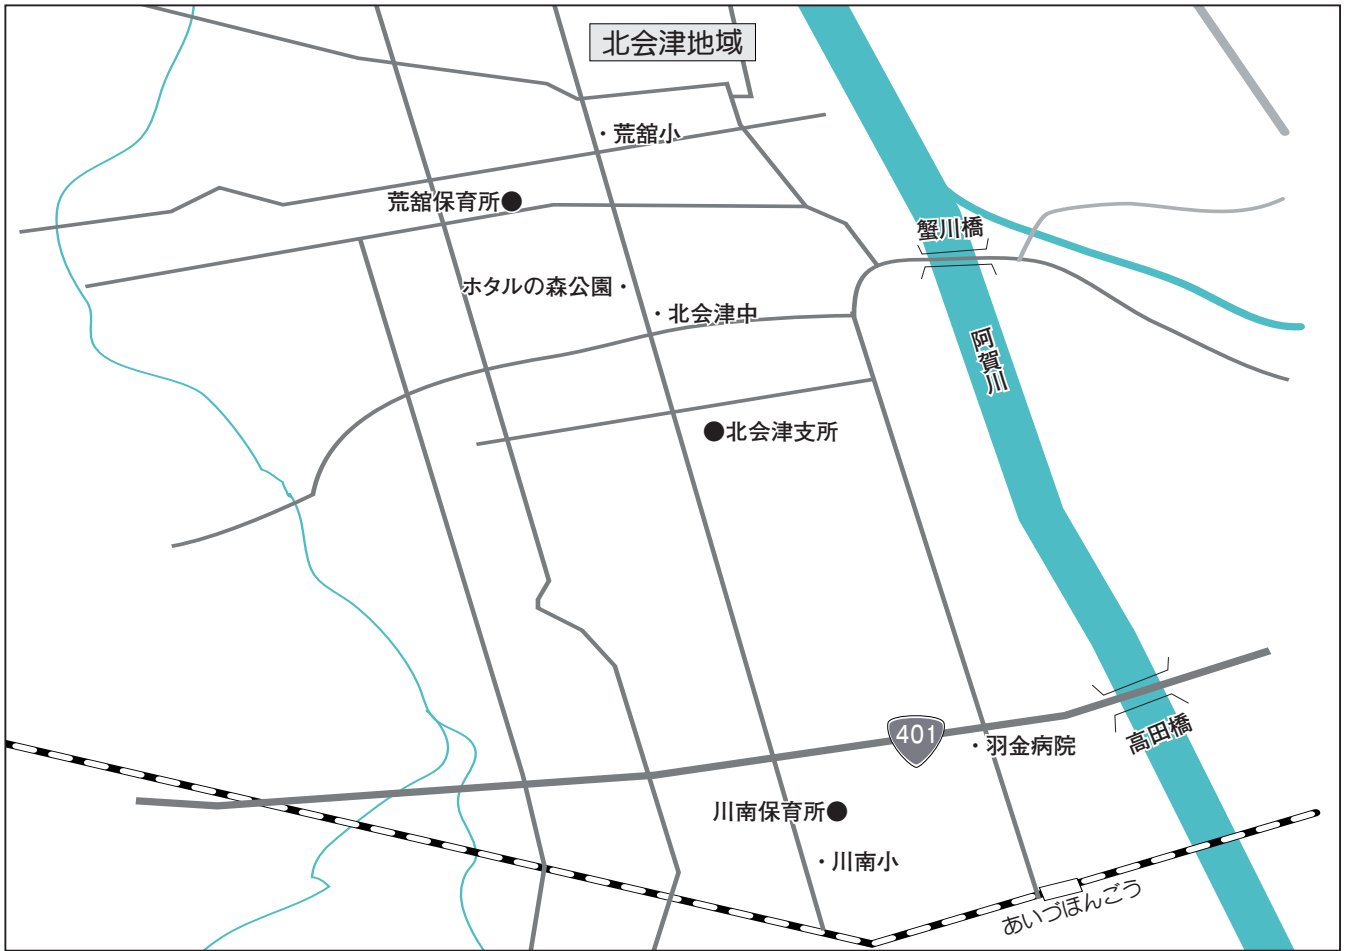 北会津地域
・荒舘小
荒舘保育所●
蟹川橋
ホタルの森公園・
・北会津中
阿賀川
●北会津支所
401
・羽金病院
高田橋
川南保育所●
・川南小
あいづほんごう